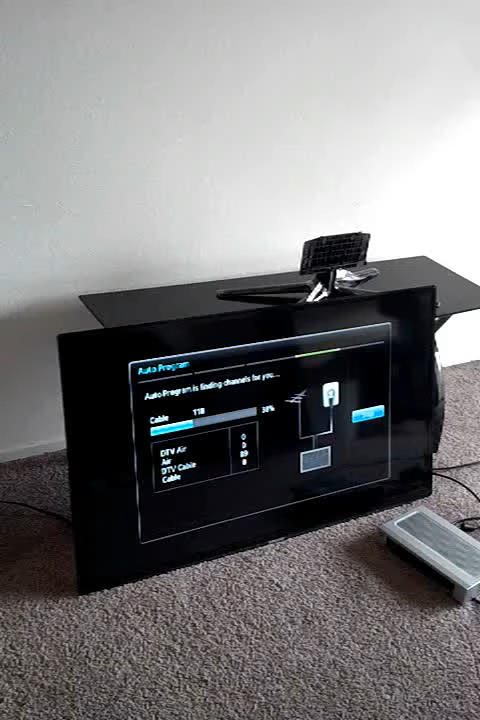 Auto Program
Auto Program is finding channels for you...
Cable 118 38%
DTV Air 0
Air 0
DTV Cable 89
Cable 8